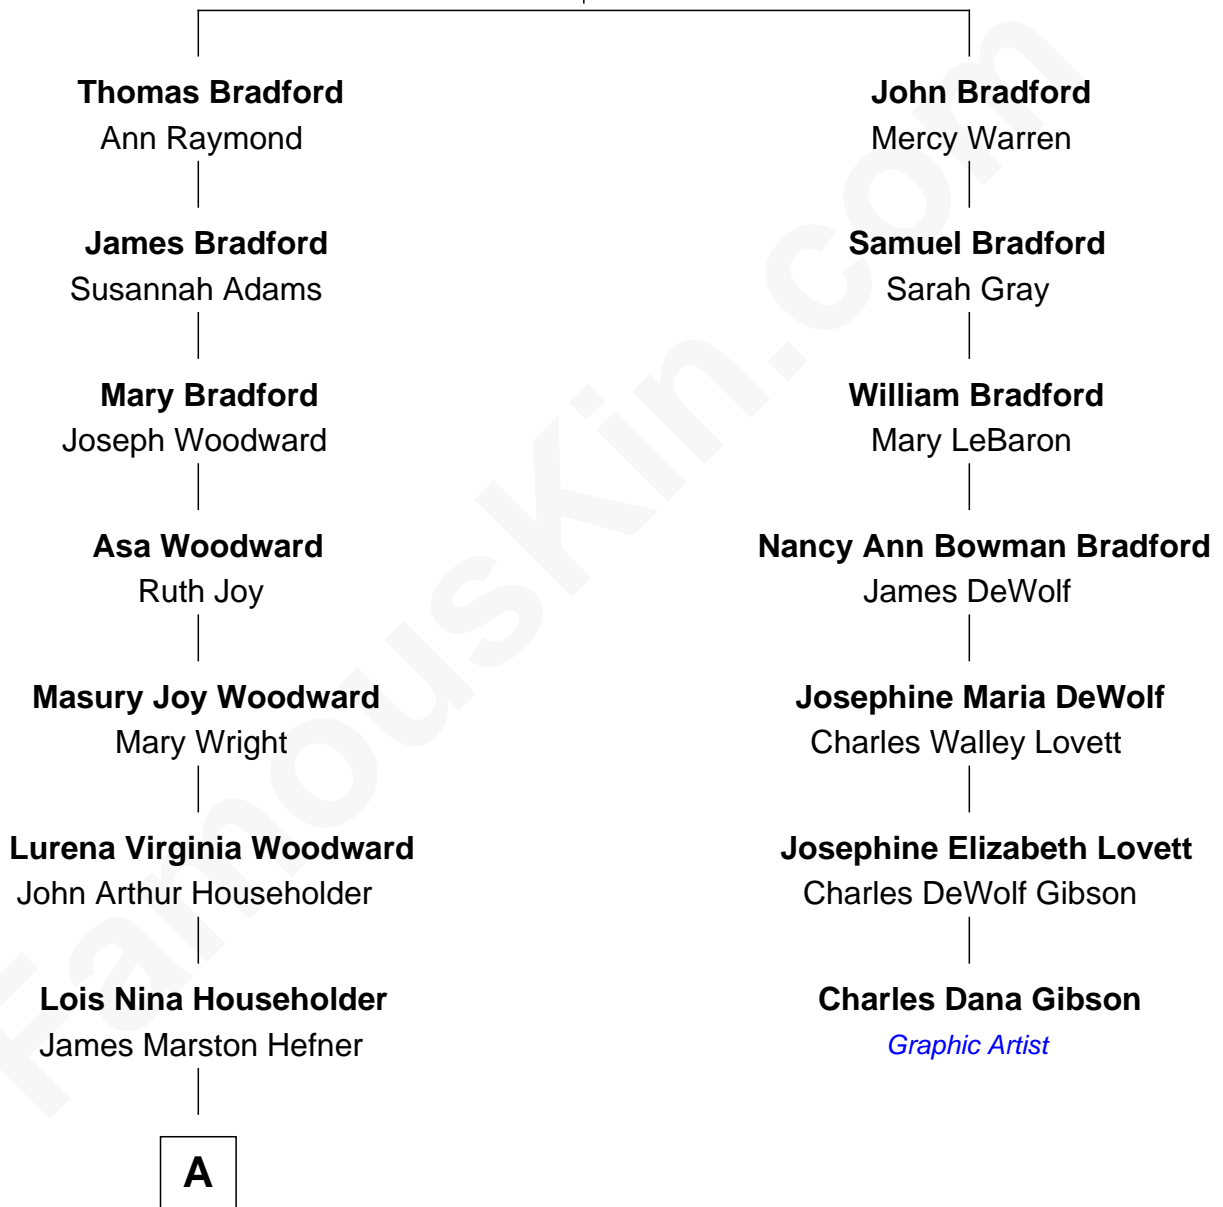 Thomas Bradford
Ann Raymond
James Bradford
Susannah Adams
Mary Bradford
Joseph Woodward
Asa Woodward
Ruth Joy
Masury Joy Woodward
Mary Wright
Lurena Virginia Woodward
John Arthur Householder
Lois Nina Householder
James Marston Hefner
A
John Bradford
Mercy Warren
Samuel Bradford
Sarah Gray
William Bradford
Mary LeBaron
Nancy Ann Bowman Bradford
James DeWolf
Josephine Maria DeWolf
Charles Walley Lovett
Josephine Elizabeth Lovett
Charles DeWolf Gibson
Charles Dana Gibson
Graphic Artist
FamousKin.com